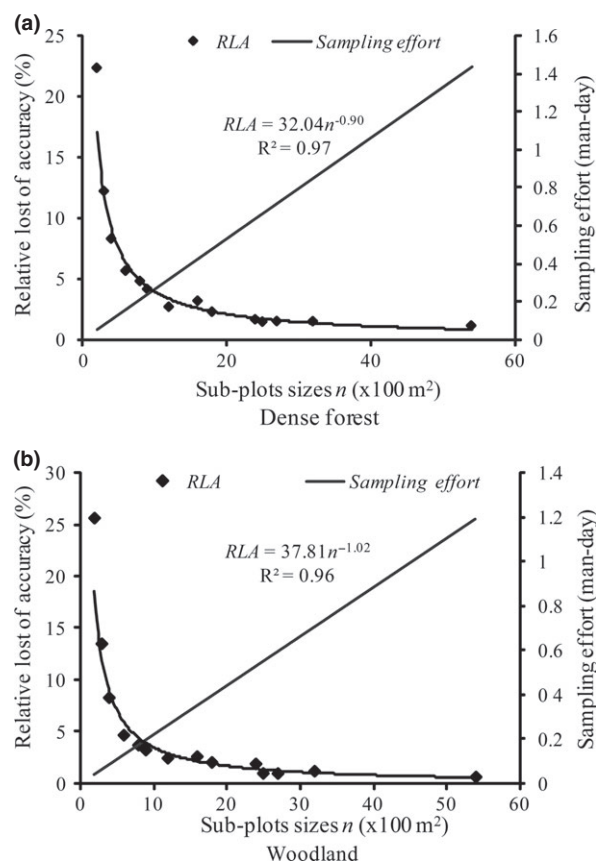 (a)
RLA Sampling effort
Relative lost of accuracy (%)
25
20
15
10
5
0
RLA = 32.04n^-0.90
R² = 0.97
1.6
1.4
1.2
1
0.8
0.6
0.4
0.2
0
Sampling effort (man-day)
0 20 40 60
Sub-plots sizes n (x100 m²)
Dense forest
(b)
RLA Sampling effort
Relative lost of accuracy (%)
30
25
20
15
10
5
0
RLA = 37.81n^−1.02
R² = 0.96
1.4
1.2
1
0.8
0.6
0.4
0.2
0
Sampling effort (man-day)
0 10 20 30 40 50 60
Sub-plots sizes n (x100 m²)
Woodland